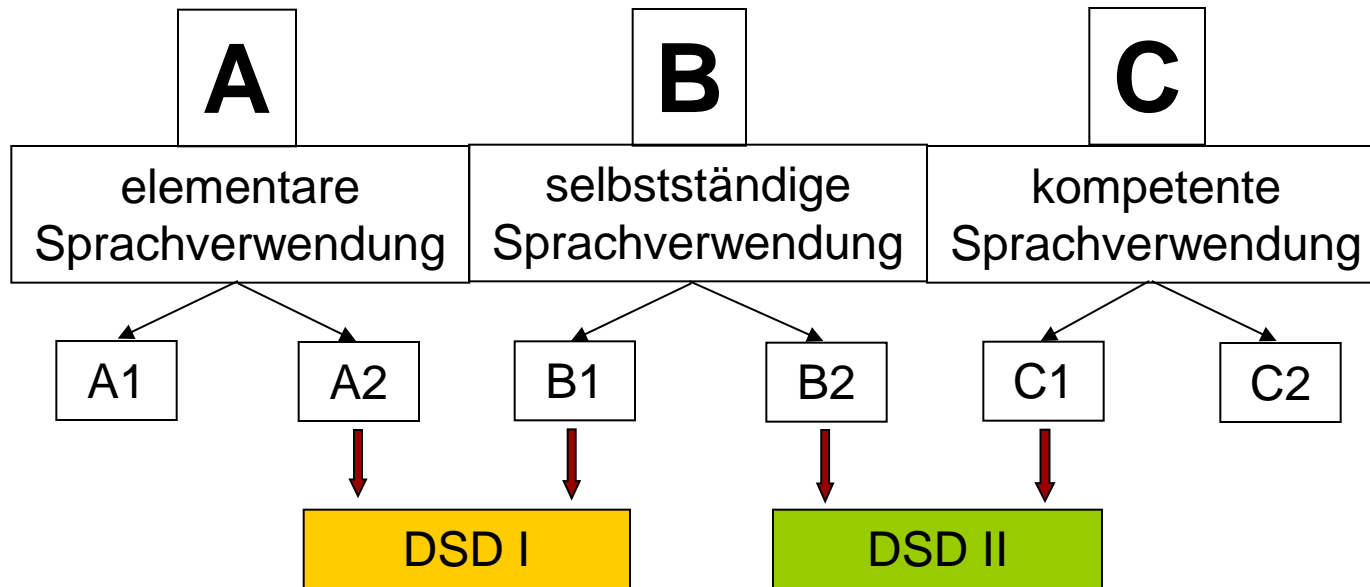 A B C
elementare selbstständige kompetente
Sprachverwendung Sprachverwendung Sprachverwendung
A1 A2 B1 B2 C1 C2
DSD I DSD II